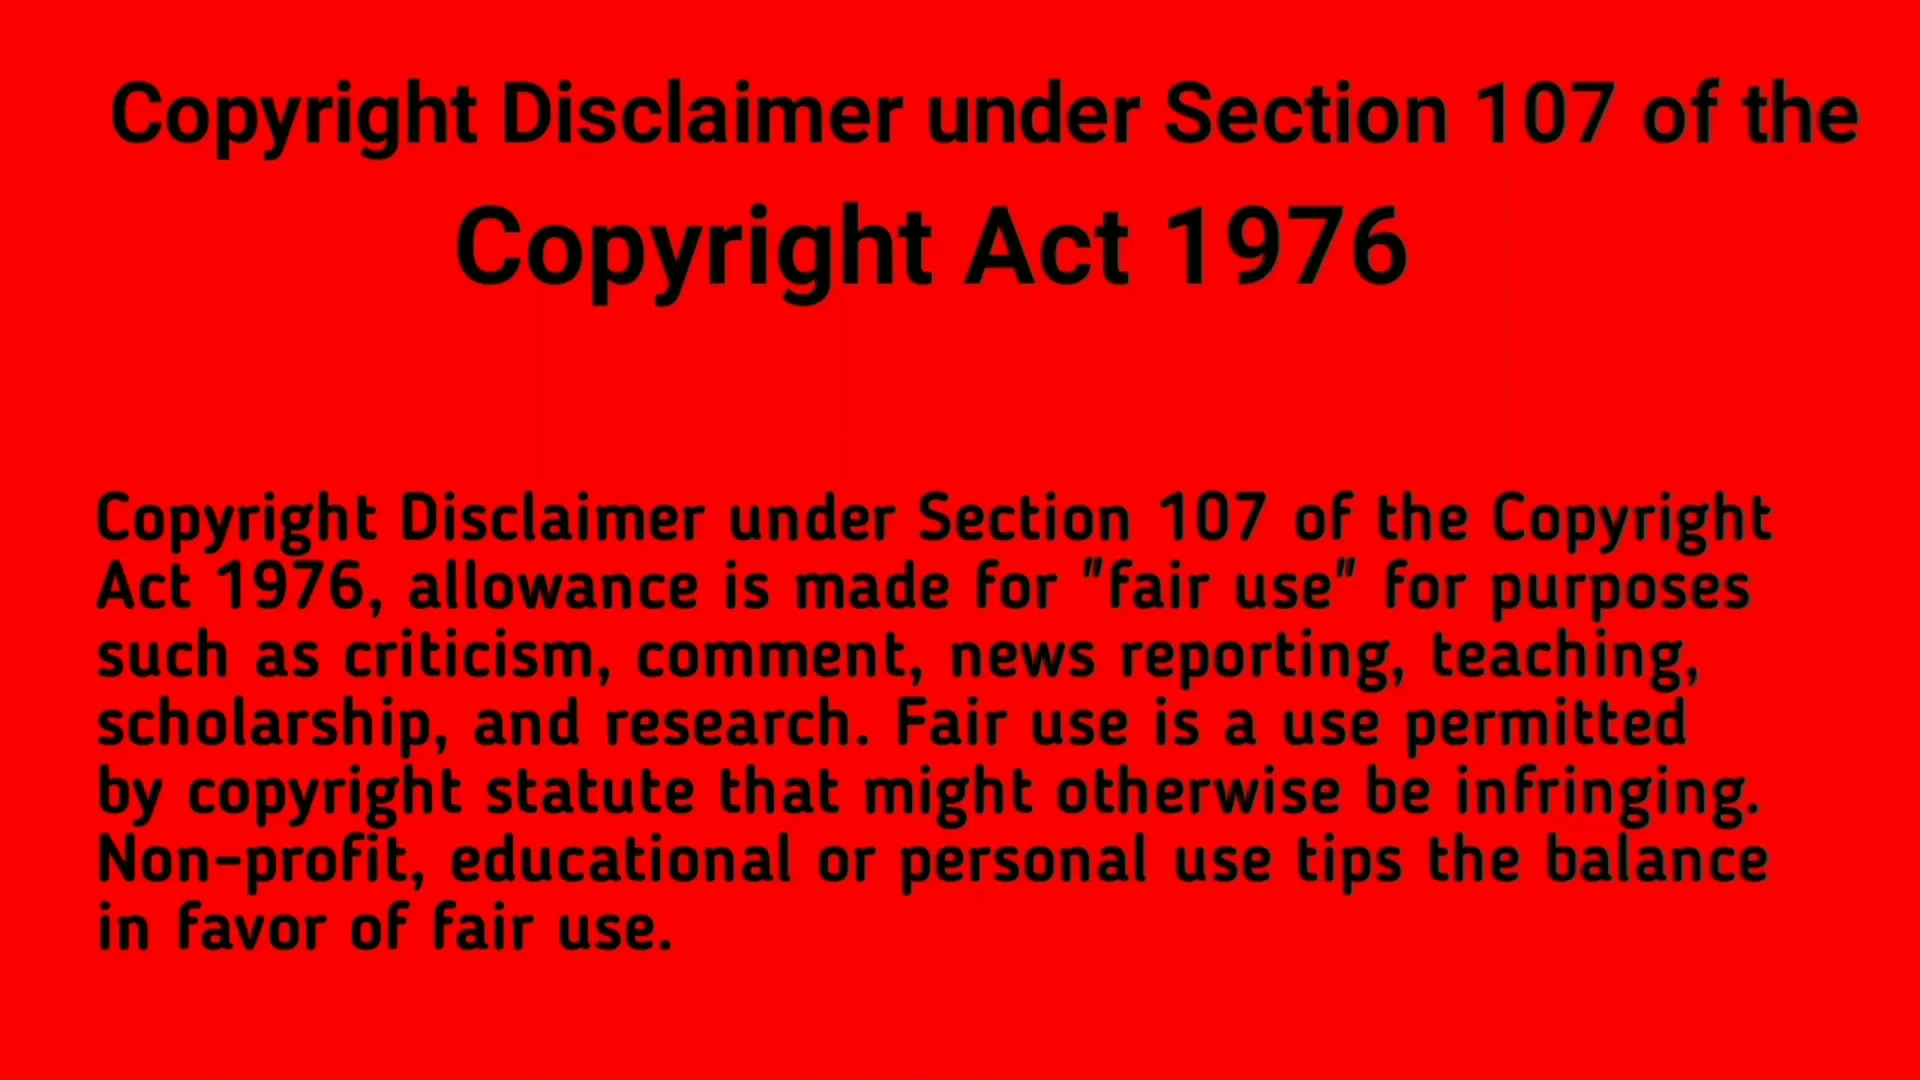 Copyright Disclaimer under Section 107 of the
Copyright Act 1976
Copyright Disclaimer under Section 107 of the Copyright
Act 1976, allowance is made for "fair use" for purposes
such as criticism, comment, news reporting, teaching,
scholarship, and research. Fair use is a use permitted
by copyright statute that might otherwise be infringing.
Non-profit, educational or personal use tips the balance
in favor of fair use.